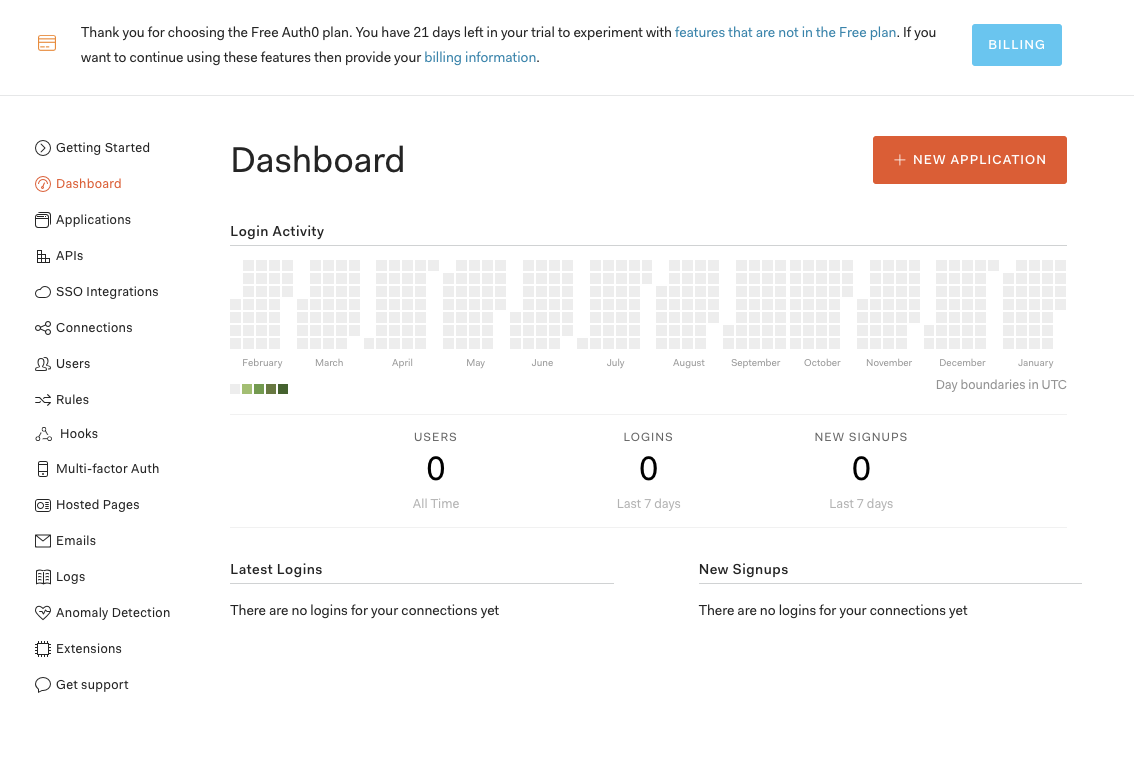 Thank you for choosing the Free Auth0 plan. You have 21 days left in your trial to experiment with features that are not in the Free plan. If you
want to continue using these features then provide your billing information.
BILLING
Getting Started
Dashboard
Applications
APIs
SSO Integrations
Connections
Users
Rules
Hooks
Multi-factor Auth
Hosted Pages
Emails
Logs
Anomaly Detection
Extensions
Get support
Dashboard
+ NEW APPLICATION
Login Activity
February March April May June July August September October November December January
Day boundaries in UTC
USERS LOGINS NEW SIGNUPS
0 0 0
All Time Last 7 days Last 7 days
Latest Logins
There are no logins for your connections yet
New Signups
There are no logins for your connections yet